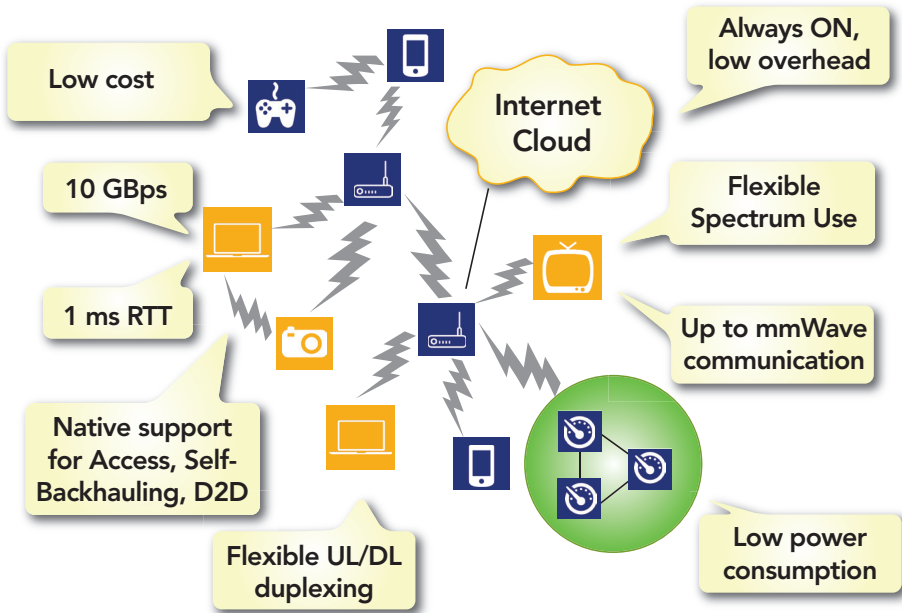 Low cost
Internet
Cloud
Always ON,
low overhead
10 GBps
Flexible
Spectrum Use
1 ms RTT
Up to mmWave
communication
Native support
for Access, Self-
Backhauling, D2D
Flexible UL/DL
duplexing
Low power
consumption